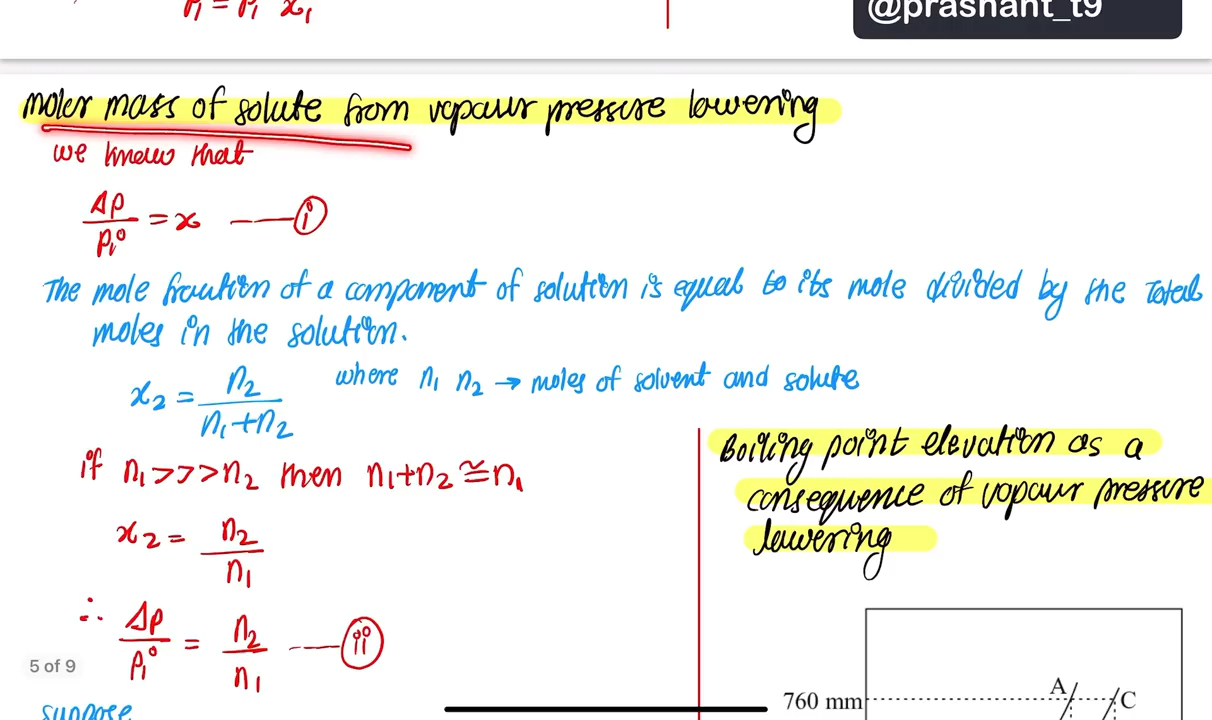 P₁ = P₁° x₁
@prashant_t9
Moler mass of solute from vapour pressure lowering
we know that
ΔP/P₁° = x —— (i)
The mole fraction of a component of solution is equal to its mole divided by the total
moles in the solution.
x₂ = n₂/(n₁+n₂) where n₁ n₂ → moles of solvent and solute
if n₁>>>n₂ then n₁+n₂ ≅ n₁
x₂ = n₂/n₁
∴ ΔP/P₁° = n₂/n₁ —— (ii)
5 of 9
suppose
Boiling point elevation as a
consequence of vapour pressure
lowering
A
760 mm
C